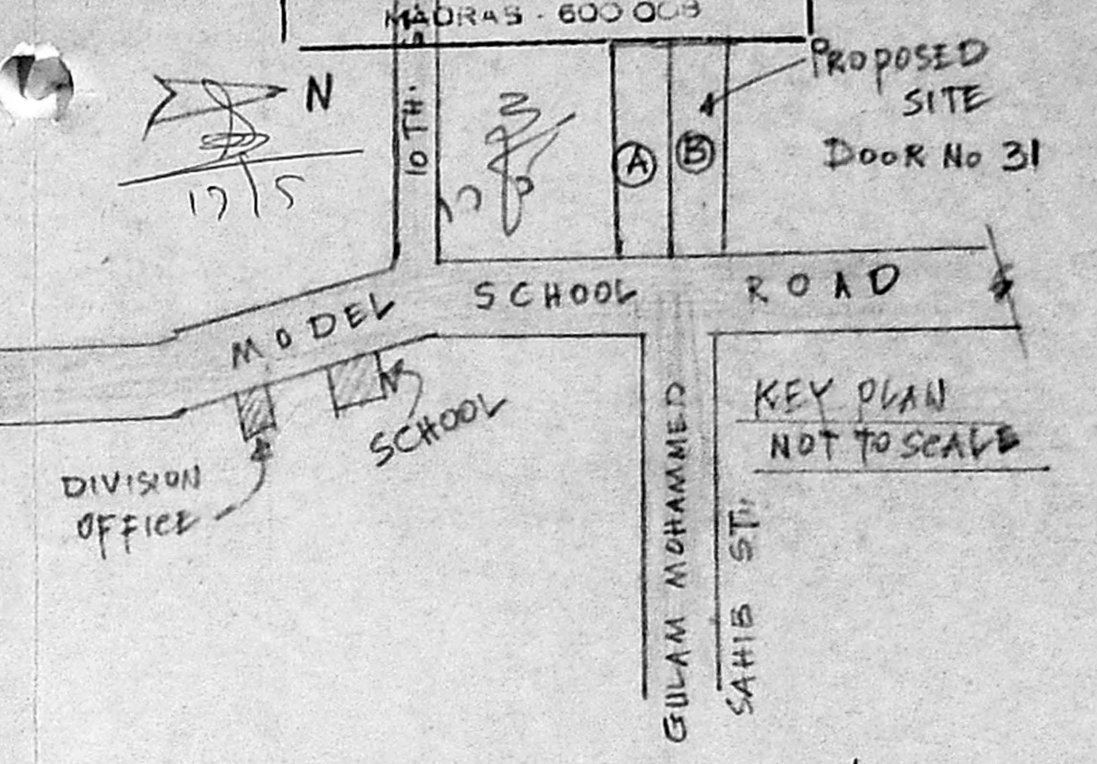 MADRAS - 600 008
PROPOSED
SITE
DOOR No 31
N
17/5
10TH.
A
B
MODEL SCHOOL ROAD
SCHOOL
DIVISION
OFFICE
KEY PLAN
NOT TO SCALE
GULAM MOHAMMED
SAHIB ST.